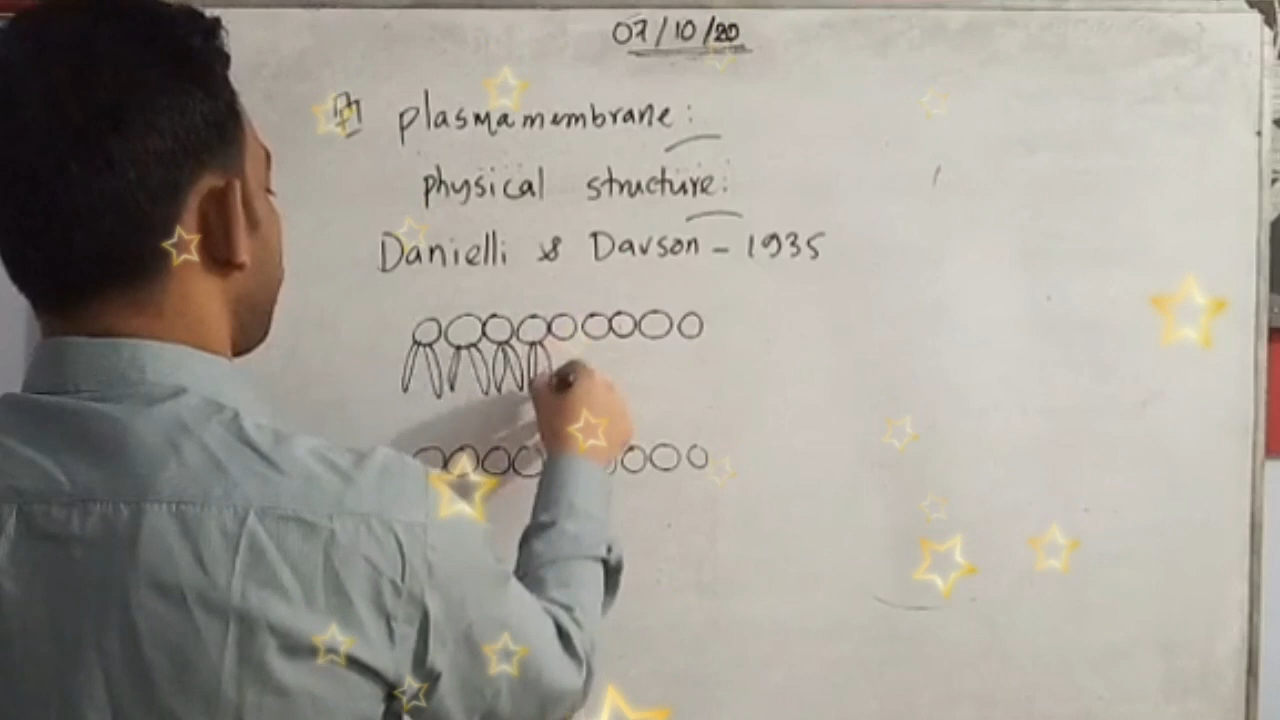 07/10/20
plasmamembrane:
physical structure:
Danielli & Davson - 1935